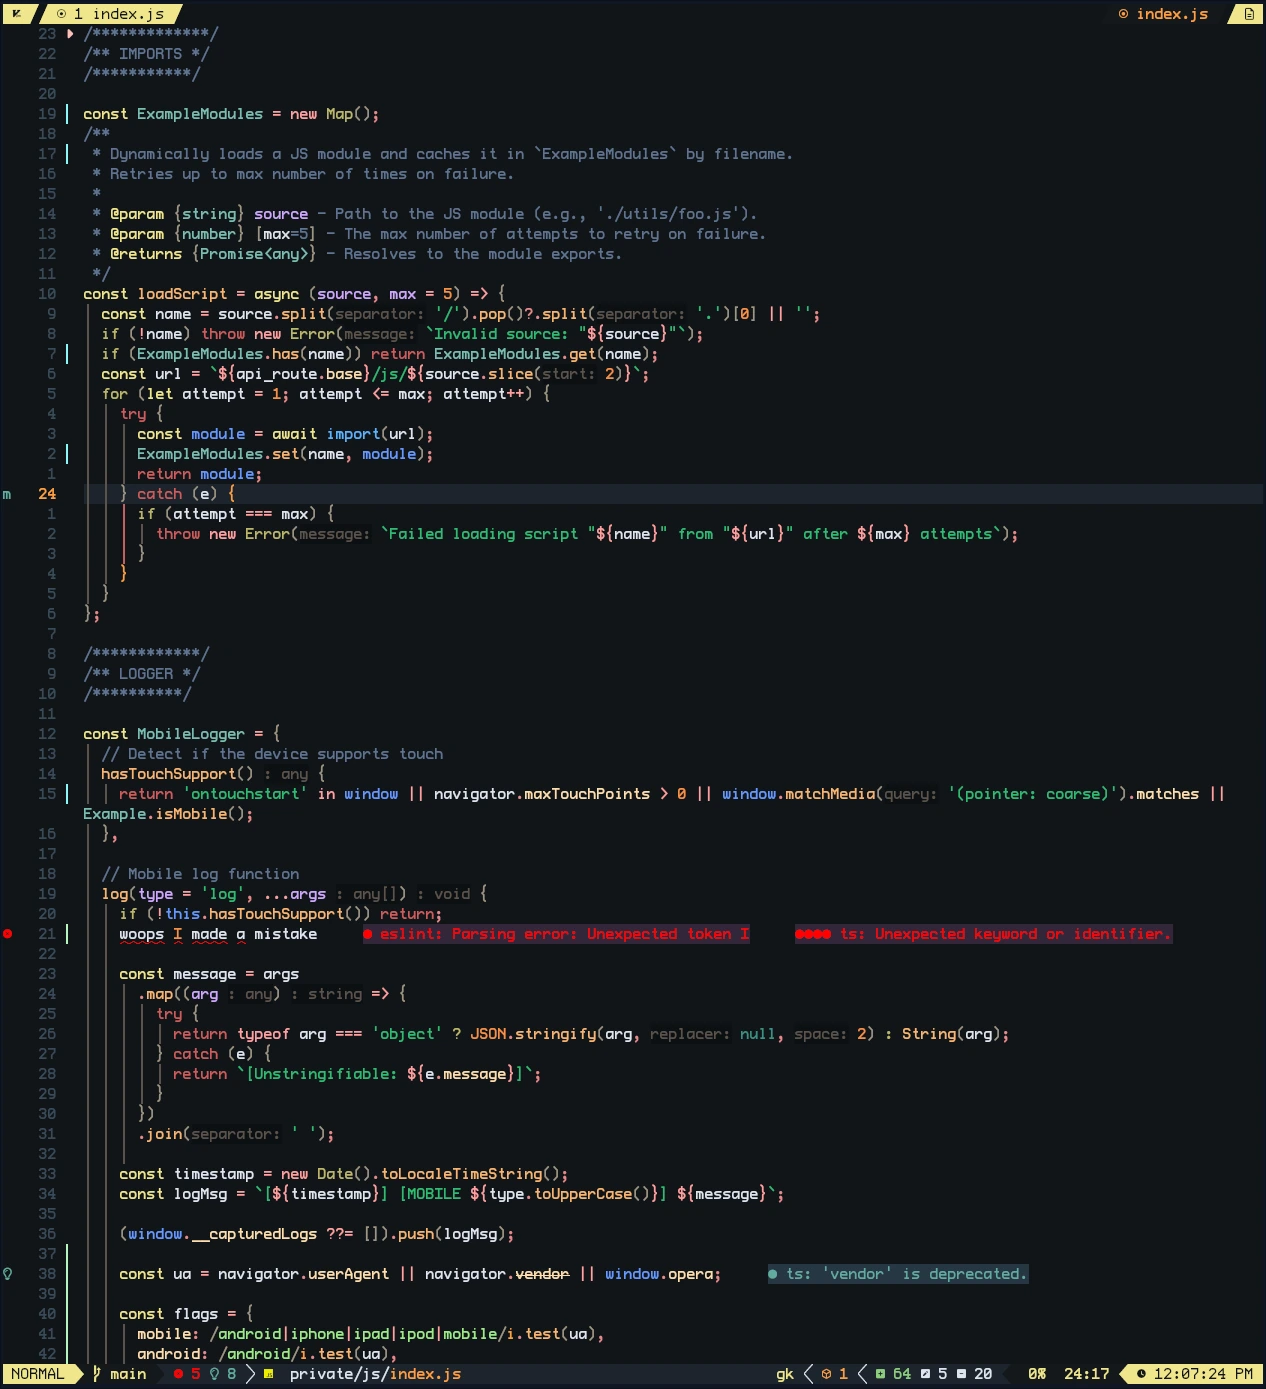 1 index.js index.js
23 /*************/
22 /** IMPORTS */
21 /***********/
20
19 const ExampleModules = new Map();
18 /**
17  * Dynamically loads a JS module and caches it in `ExampleModules` by filename.
16  * Retries up to max number of times on failure.
15  *
14  * @param {string} source - Path to the JS module (e.g., './utils/foo.js').
13  * @param {number} [max=5] - The max number of attempts to retry on failure.
12  * @returns {Promise<any>} - Resolves to the module exports.
11  */
10 const loadScript = async (source, max = 5) => {
9   const name = source.split(separator: '/').pop()?.split(separator: '.')[0] || '';
8   if (!name) throw new Error(message: `Invalid source: "${source}"`);
7   if (ExampleModules.has(name)) return ExampleModules.get(name);
6   const url = `${api_route.base}/js/${source.slice(start: 2)}`;
5   for (let attempt = 1; attempt <= max; attempt++) {
4     try {
3       const module = await import(url);
2       ExampleModules.set(name, module);
1       return module;
m 24     } catch (e) {
1       if (attempt === max) {
2         throw new Error(message: `Failed loading script "${name}" from "${url}" after ${max} attempts`);
3       }
4     }
5   }
6 };
7
8 /************/
9 /** LOGGER */
10 /**********/
11
12 const MobileLogger = {
13   // Detect if the device supports touch
14   hasTouchSupport() : any {
15     return 'ontouchstart' in window || navigator.maxTouchPoints > 0 || window.matchMedia(query: '(pointer: coarse)').matches ||
Example.isMobile();
16   },
17
18   // Mobile log function
19   log(type = 'log', ...args : any[]) : void {
20     if (!this.hasTouchSupport()) return;
21     woops I made a mistake     ● eslint: Parsing error: Unexpected token I     ●●●● ts: Unexpected keyword or identifier.
22
23     const message = args
24       .map((arg : any) : string => {
25         try {
26           return typeof arg === 'object' ? JSON.stringify(arg, replacer: null, space: 2) : String(arg);
27         } catch (e) {
28           return `[Unstringifiable: ${e.message}]`;
29         }
30       })
31       .join(separator: ' ');
32
33     const timestamp = new Date().toLocaleTimeString();
34     const logMsg = `[${timestamp}] [MOBILE ${type.toUpperCase()}] ${message}`;
35
36     (window.__capturedLogs ??= []).push(logMsg);
37
38     const ua = navigator.userAgent || navigator.vendor || window.opera;     ● ts: 'vendor' is deprecated.
39
40     const flags = {
41       mobile: /android|iphone|ipad|ipod|mobile/i.test(ua),
42       android: /android/i.test(ua),
NORMAL main 5 8 private/js/index.js gk 1 64 5 20 0% 24:17 12:07:24 PM